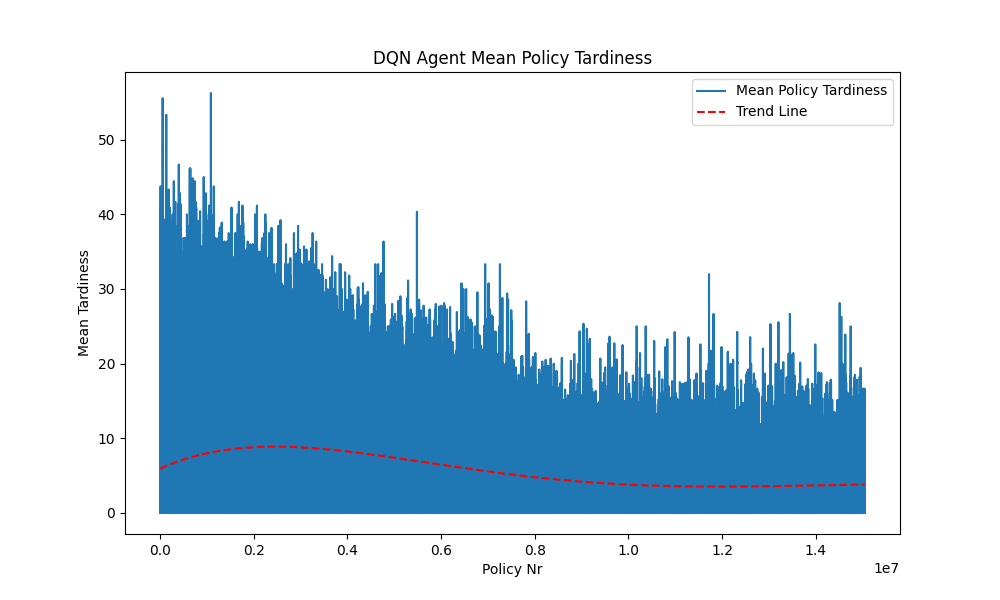 DQN Agent Mean Policy Tardiness
Mean Policy Tardiness
Trend Line
Mean Tardiness
50
40
30
20
10
0
0.0 0.2 0.4 0.6 0.8 1.0 1.2 1.4
1e7
Policy Nr